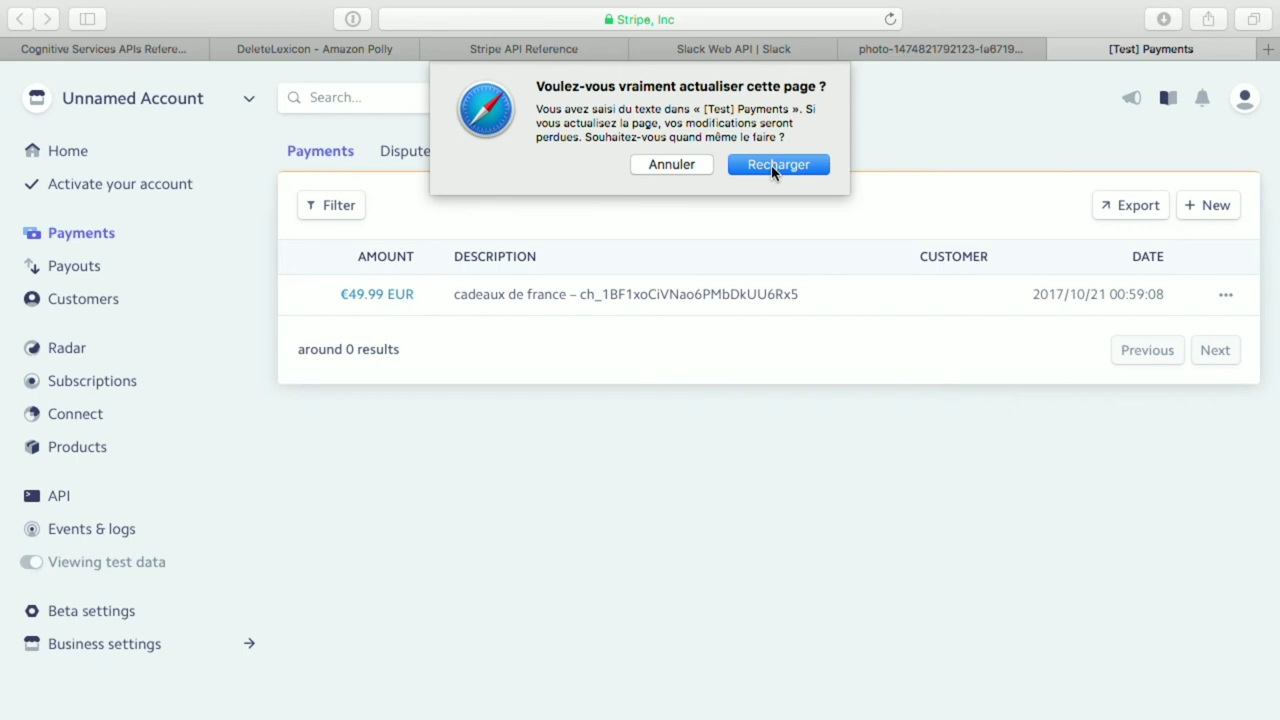 Stripe, Inc
Cognitive Services APIs Refere...
DeleteLexicon - Amazon Polly
Stripe API Reference
Slack Web API | Slack
photo-1474821792123-fa6719...
[Test] Payments
Voulez-vous vraiment actualiser cette page ?
Vous avez saisi du texte dans « [Test] Payments ». Si
vous actualisez la page, vos modifications seront
perdues. Souhaitez-vous quand même le faire ?
Annuler
Recharger
Unnamed Account
Search...
Home
Activate your account
Payments
Payouts
Customers
Radar
Subscriptions
Connect
Products
API
Events & logs
Viewing test data
Beta settings
Business settings
Payments
Dispute
Filter
Export
New
AMOUNT DESCRIPTION CUSTOMER DATE
€49.99 EUR cadeaux de france – ch_1BF1xoCiVNao6PMbDkUU6Rx5 2017/10/21 00:59:08
around 0 results
Previous
Next